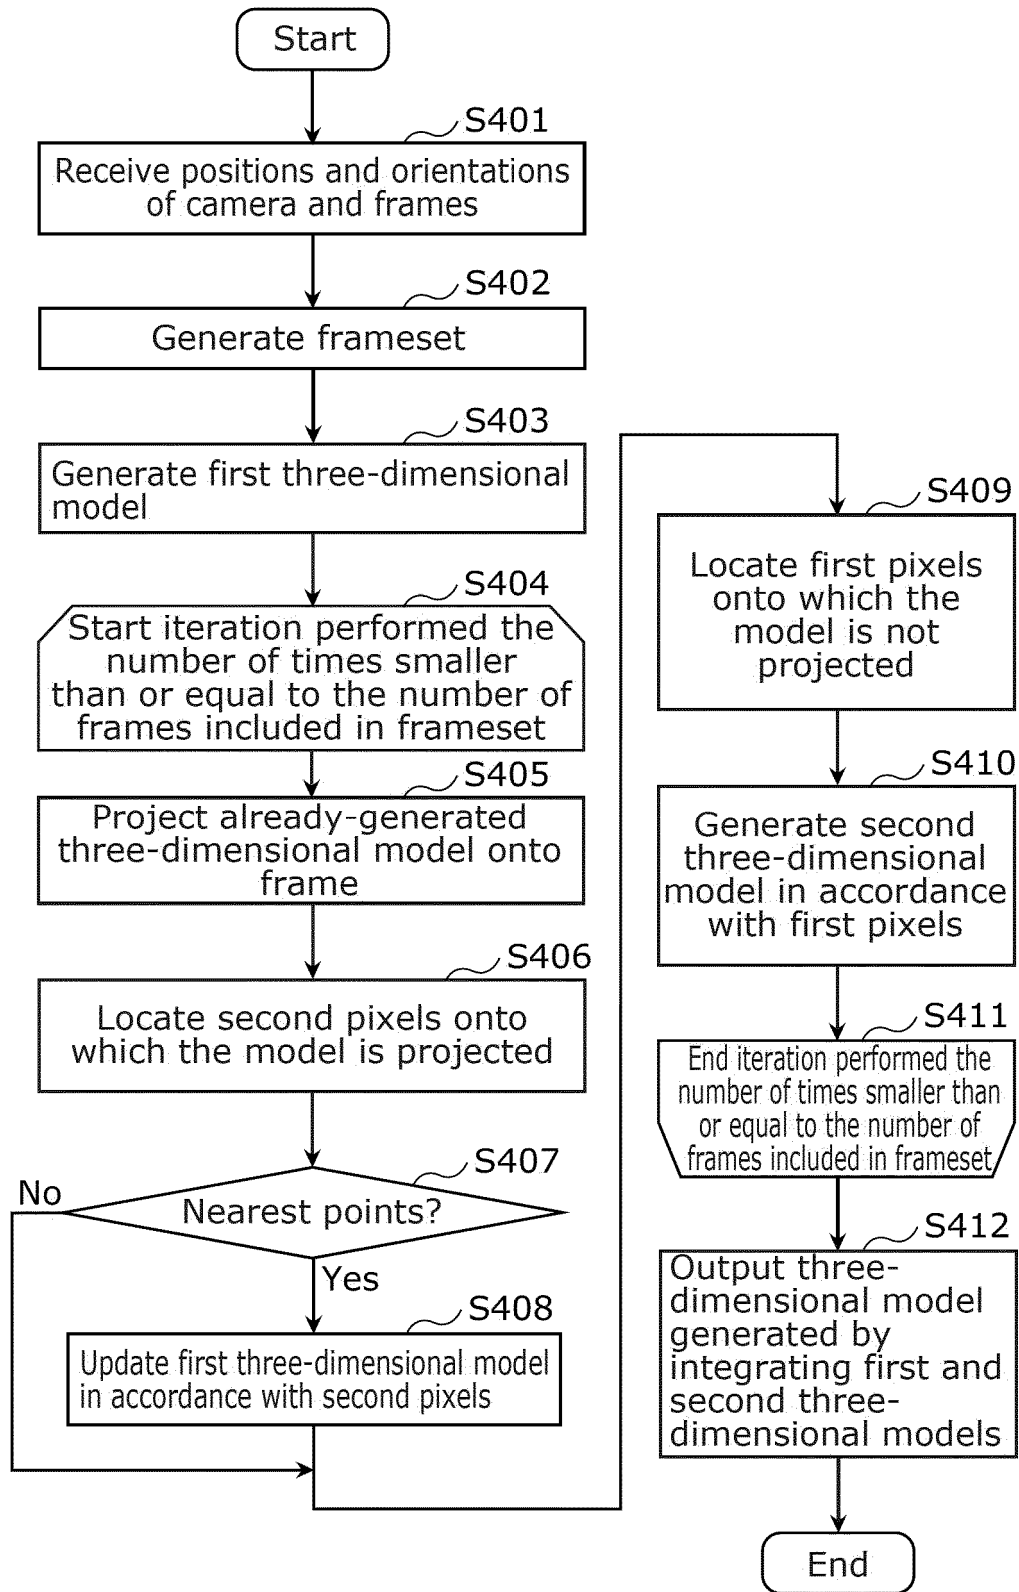 Start
S401
Receive positions and orientations
of camera and frames
S402
Generate frameset
S403
Generate first three-dimensional
model
S404
Start iteration performed the
number of times smaller
than or equal to the number of
frames included in frameset
S405
Project already-generated
three-dimensional model onto
frame
S406
Locate second pixels onto
which the model is projected
S407
Nearest points?
No
Yes
S408
Update first three-dimensional model
in accordance with second pixels
S409
Locate first pixels
onto which the
model is not
projected
S410
Generate second
three-dimensional
model in accordance
with first pixels
S411
End iteration performed the
number of times smaller than
or equal to the number of
frames included in frameset
S412
Output three-
dimensional model
generated by
integrating first and
second three-
dimensional models
End